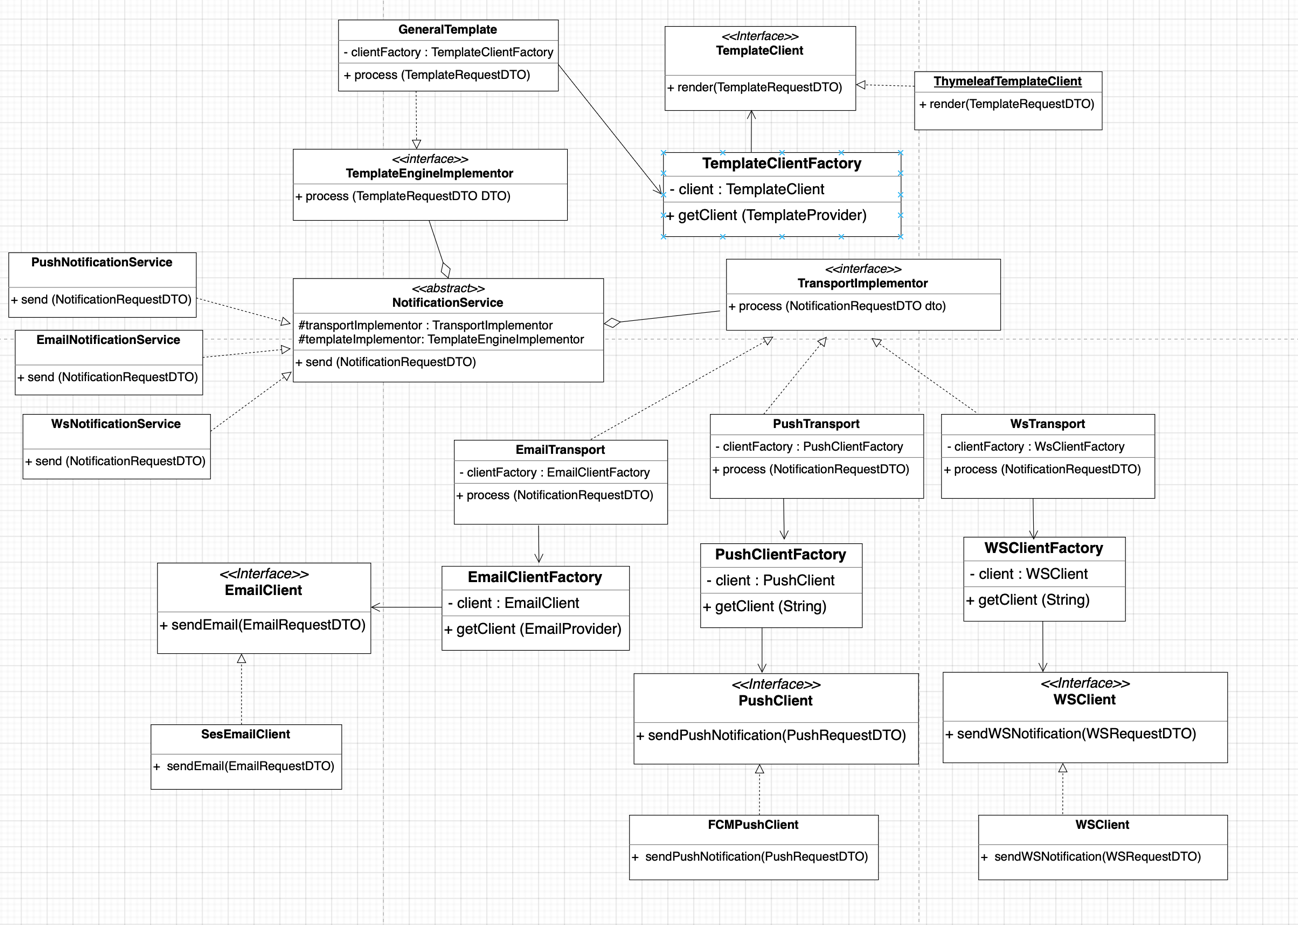 GeneralTemplate
- clientFactory : TemplateClientFactory
+ process (TemplateRequestDTO)
<<Interface>>
TemplateClient
+ render(TemplateRequestDTO)
ThymeleafTemplateClient
+ render(TemplateRequestDTO)
<<interface>>
TemplateEngineImplementor
+ process (TemplateRequestDTO DTO)
TemplateClientFactory
- client : TemplateClient
+ getClient (TemplateProvider)
PushNotificationService
+ send (NotificationRequestDTO)
EmailNotificationService
+ send (NotificationRequestDTO)
WsNotificationService
+ send (NotificationRequestDTO)
<<abstract>>
NotificationService
#transportImplementor : TransportImplementor
#templateImplementor: TemplateEngineImplementor
+ send (NotificationRequestDTO)
<<interface>>
TransportImplementor
+ process (NotificationRequestDTO dto)
EmailTransport
- clientFactory : EmailClientFactory
+ process (NotificationRequestDTO)
PushTransport
- clientFactory : PushClientFactory
+ process (NotificationRequestDTO)
WsTransport
- clientFactory : WsClientFactory
+ process (NotificationRequestDTO)
<<Interface>>
EmailClient
+ sendEmail(EmailRequestDTO)
EmailClientFactory
- client : EmailClient
+ getClient (EmailProvider)
PushClientFactory
- client : PushClient
+ getClient (String)
WSClientFactory
- client : WSClient
+ getClient (String)
SesEmailClient
+ sendEmail(EmailRequestDTO)
<<Interface>>
PushClient
+ sendPushNotification(PushRequestDTO)
<<Interface>>
WSClient
+ sendWSNotification(WSRequestDTO)
FCMPushClient
+ sendPushNotification(PushRequestDTO)
WSClient
+ sendWSNotification(WSRequestDTO)